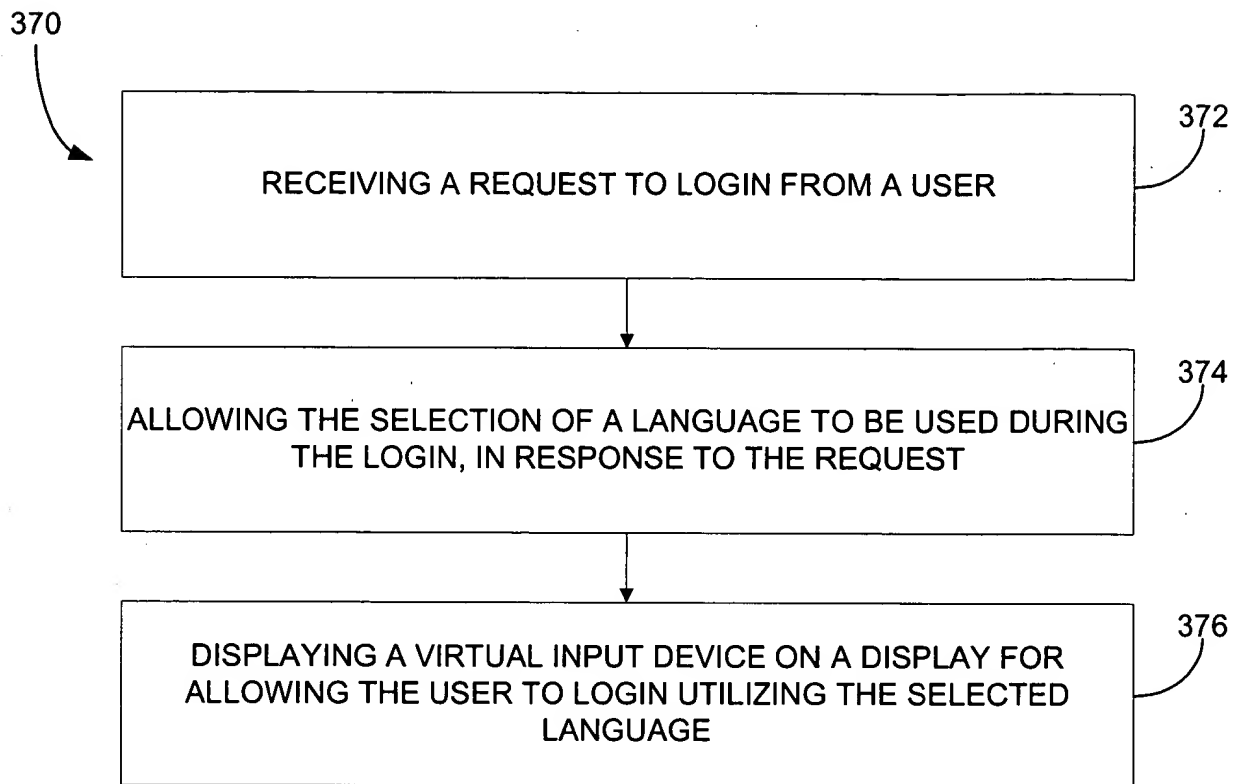 370
372
RECEIVING A REQUEST TO LOGIN FROM A USER
374
ALLOWING THE SELECTION OF A LANGUAGE TO BE USED DURING
THE LOGIN, IN RESPONSE TO THE REQUEST
376
DISPLAYING A VIRTUAL INPUT DEVICE ON A DISPLAY FOR
ALLOWING THE USER TO LOGIN UTILIZING THE SELECTED
LANGUAGE